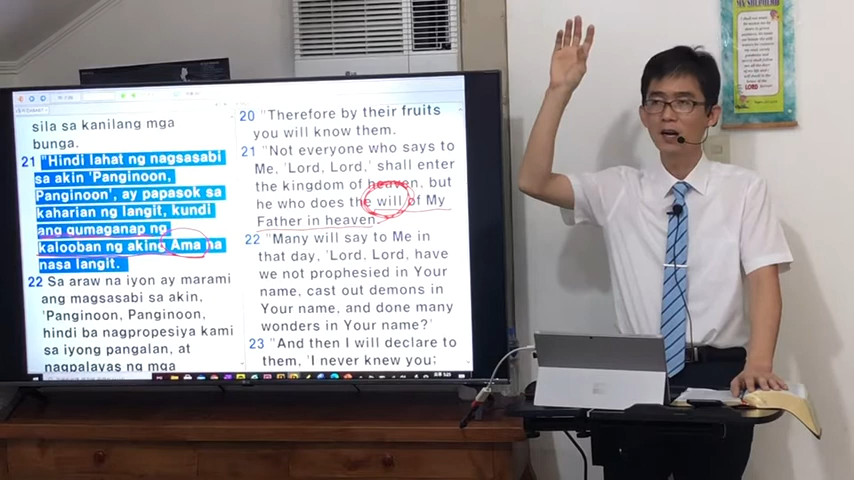 sila sa kanilang mga
bunga.
21 "Hindi lahat ng nagsasabi
sa akin 'Panginoon,
Panginoon', ay papasok sa
kaharian ng langit, kundi
ang gumaganap ng
kalooban ng aking Ama na
nasa langit.
22 Sa araw na iyon ay marami
ang magsasabi sa akin,
'Panginoon, Panginoon,
hindi ba nagpropesiya kami
sa iyong pangalan, at
nagpalayas ng mga
20 "Therefore by their fruits
you will know them.
21 "Not everyone who says to
Me, 'Lord, Lord,' shall enter
the kingdom of heaven, but
he who does the will of My
Father in heaven.
22 "Many will say to Me in
that day, 'Lord, Lord, have
we not prophesied in Your
name, cast out demons in
Your name, and done many
wonders in Your name?'
23 "And then I will declare to
them, 'I never knew you;
MY SHEPHERD
LORD